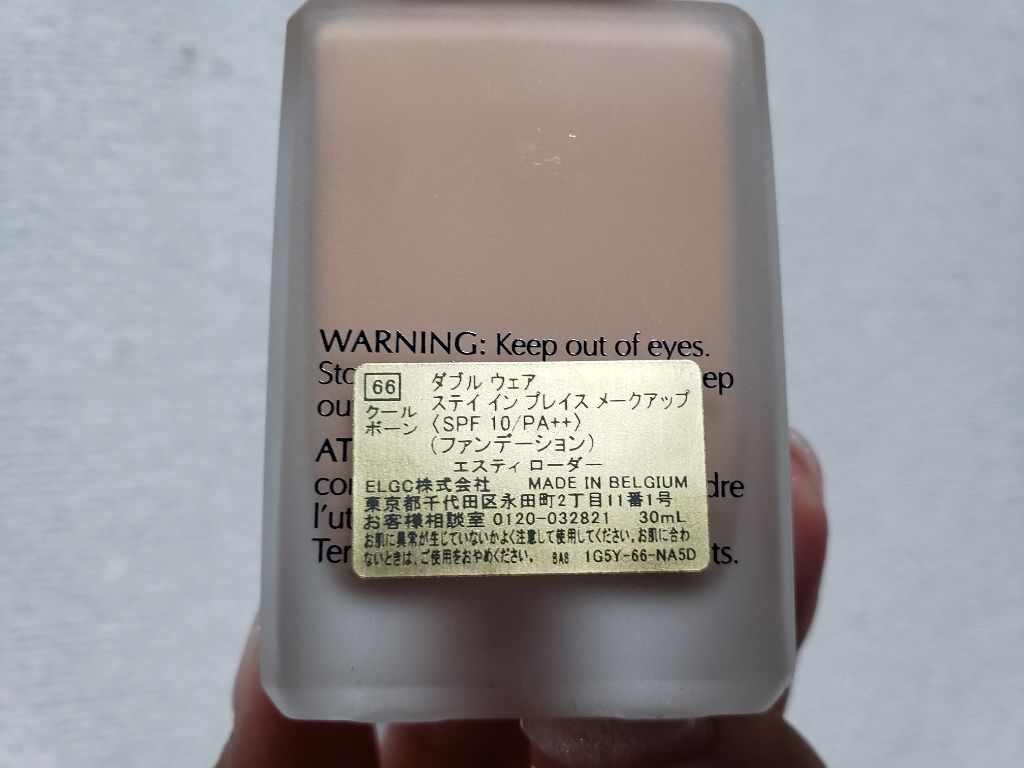 WARNING: Keep out of eyes.
Sto ep
ou
AT
co dre
l'ut
Ter ts.
66 ダブル ウェア
クール ステイ イン プレイス メークアップ
ボーン 〈SPF 10/PA++〉
(ファンデーション)
エスティ ローダー
ELGC株式会社 MADE IN BELGIUM
東京都千代田区永田町2丁目11番1号
お客様相談室 0120-032821 30mL
お肌に異常が生じていないかよく注意して使用してください。お肌に合わ
ないときは、ご使用をおやめください。 BA8 1G5Y-66-NA5D